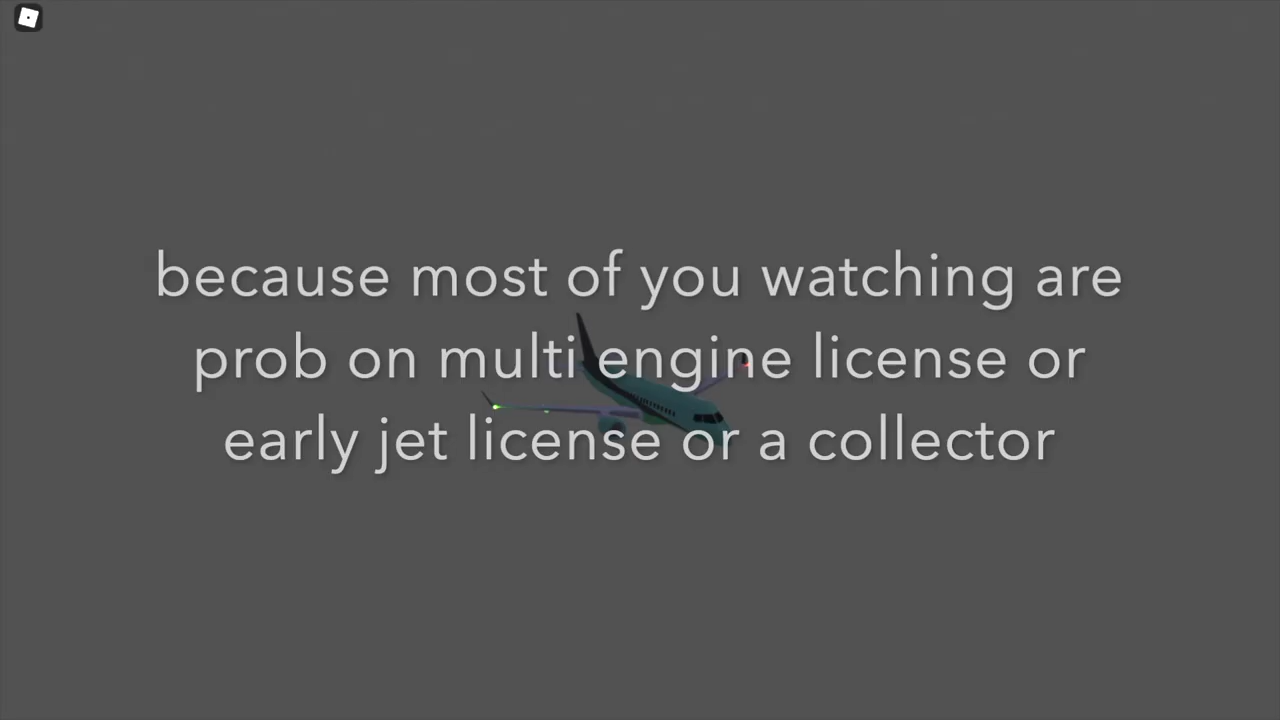 because most of you watching are
prob on multi engine license or
early jet license or a collector